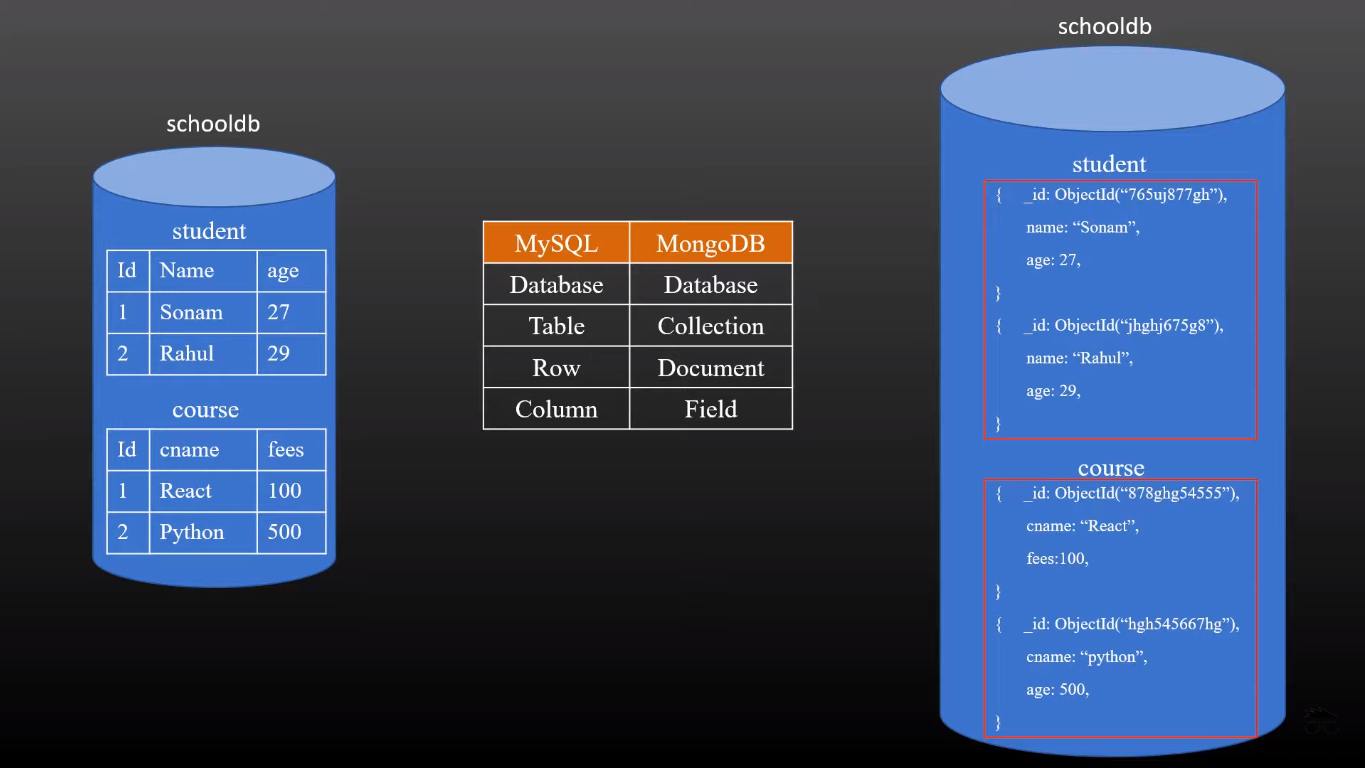 schooldb
student
Id Name age
1 Sonam 27
2 Rahul 29
course
Id cname fees
1 React 100
2 Python 500
MySQL MongoDB
Database Database
Table Collection
Row Document
Column Field
schooldb
student
{ _id: ObjectId(“765uj877gh”),
name: “Sonam”,
age: 27,
}
{ _id: ObjectId(“jhghj675g8”),
name: “Rahul”,
age: 29,
}
course
{ _id: ObjectId(“878ghg54555”),
cname: “React”,
fees:100,
}
{ _id: ObjectId(“hgh545667hg”),
cname: “python”,
age: 500,
}